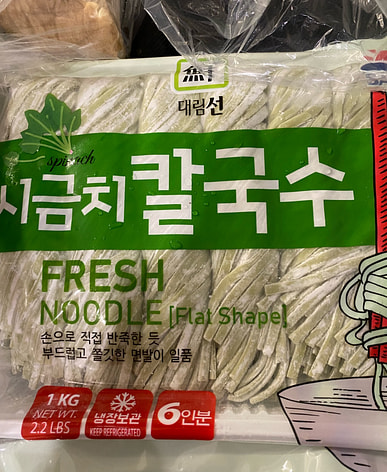 대림선
spinach
시금치 칼국수
FRESH
NOODLE [Flat Shape]
손으로 직접 반죽한 듯
부드럽고 쫄깃한 면발이 일품
1KG
NET WT.
2.2 LBS
냉장보관
KEEP REFRIGERATED
6인분